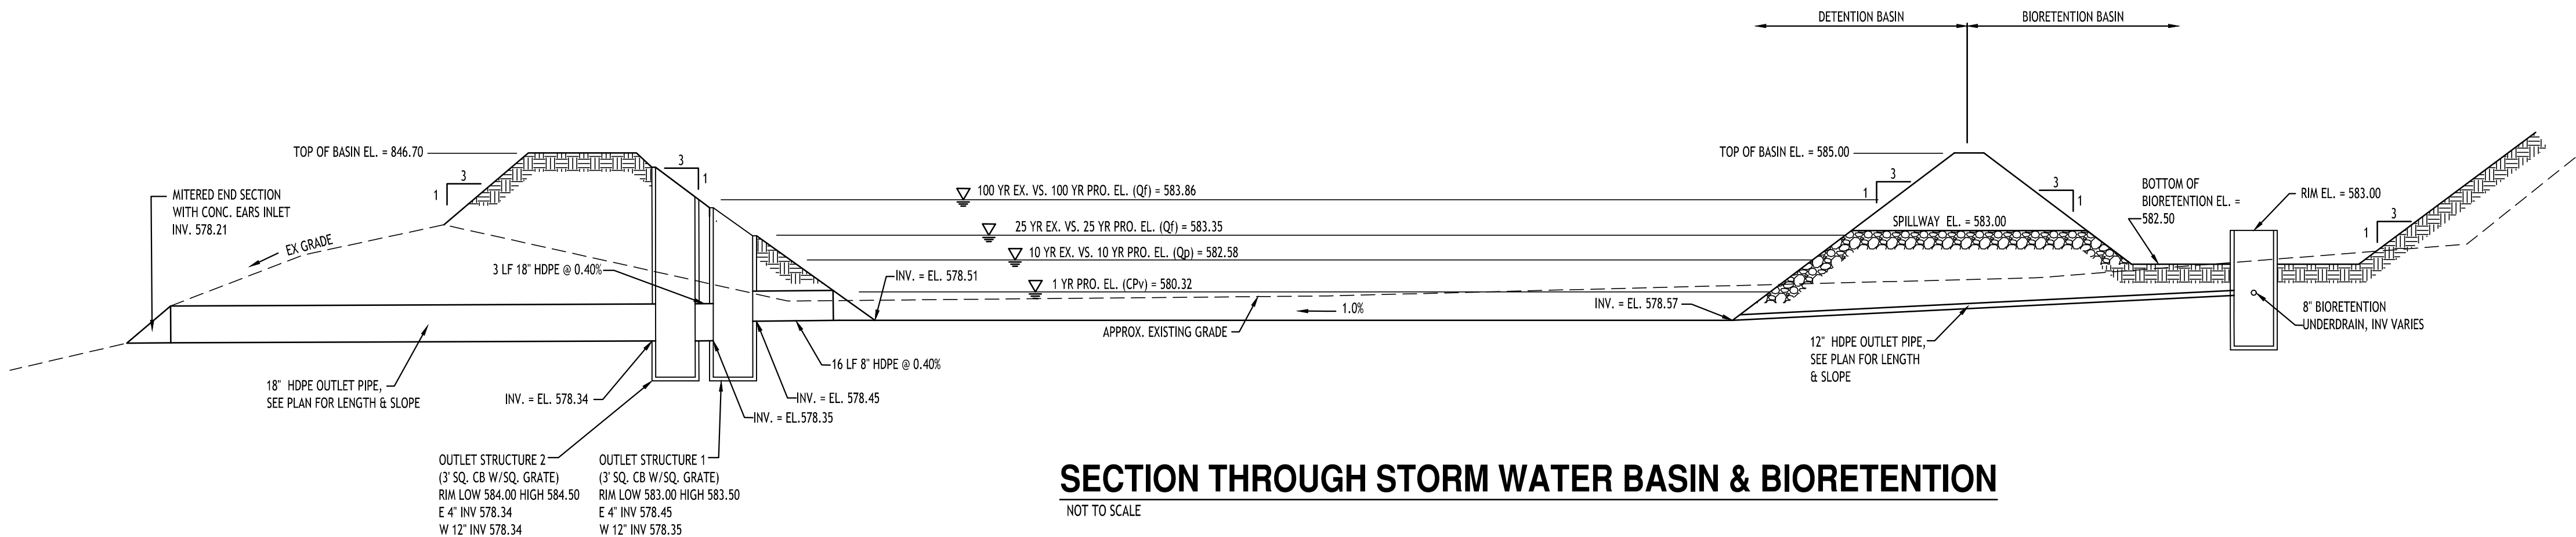 DETENTION BASIN
BIORETENTION BASIN
TOP OF BASIN EL. = 846.70
3
1
3
1
MITERED END SECTION
WITH CONC. EARS INLET
INV. 578.21
EX GRADE
3 LF 18" HDPE @ 0.40%
100 YR EX. VS. 100 YR PRO. EL. (Qf) = 583.86
25 YR EX. VS. 25 YR PRO. EL. (Qf) = 583.35
10 YR EX. VS. 10 YR PRO. EL. (Qp) = 582.58
1 YR PRO. EL. (CPv) = 580.32
INV. = EL. 578.51
1.0%
APPROX. EXISTING GRADE
INV. = EL. 578.57
TOP OF BASIN EL. = 585.00
3
1
3
1
SPILLWAY EL. = 583.00
BOTTOM OF
BIORETENTION EL. =
582.50
RIM EL. = 583.00
3
1
8" BIORETENTION
UNDERDRAIN, INV VARIES
12" HDPE OUTLET PIPE,
SEE PLAN FOR LENGTH
& SLOPE
16 LF 8" HDPE @ 0.40%
18" HDPE OUTLET PIPE,
SEE PLAN FOR LENGTH & SLOPE
INV. = EL. 578.34
INV. = EL. 578.45
INV. = EL.578.35
OUTLET STRUCTURE 2
(3' SQ. CB W/SQ. GRATE)
RIM LOW 584.00 HIGH 584.50
E 4" INV 578.34
W 12" INV 578.34
OUTLET STRUCTURE 1
(3' SQ. CB W/SQ. GRATE)
RIM LOW 583.00 HIGH 583.50
E 4" INV 578.45
W 12" INV 578.35
SECTION THROUGH STORM WATER BASIN & BIORETENTION
NOT TO SCALE